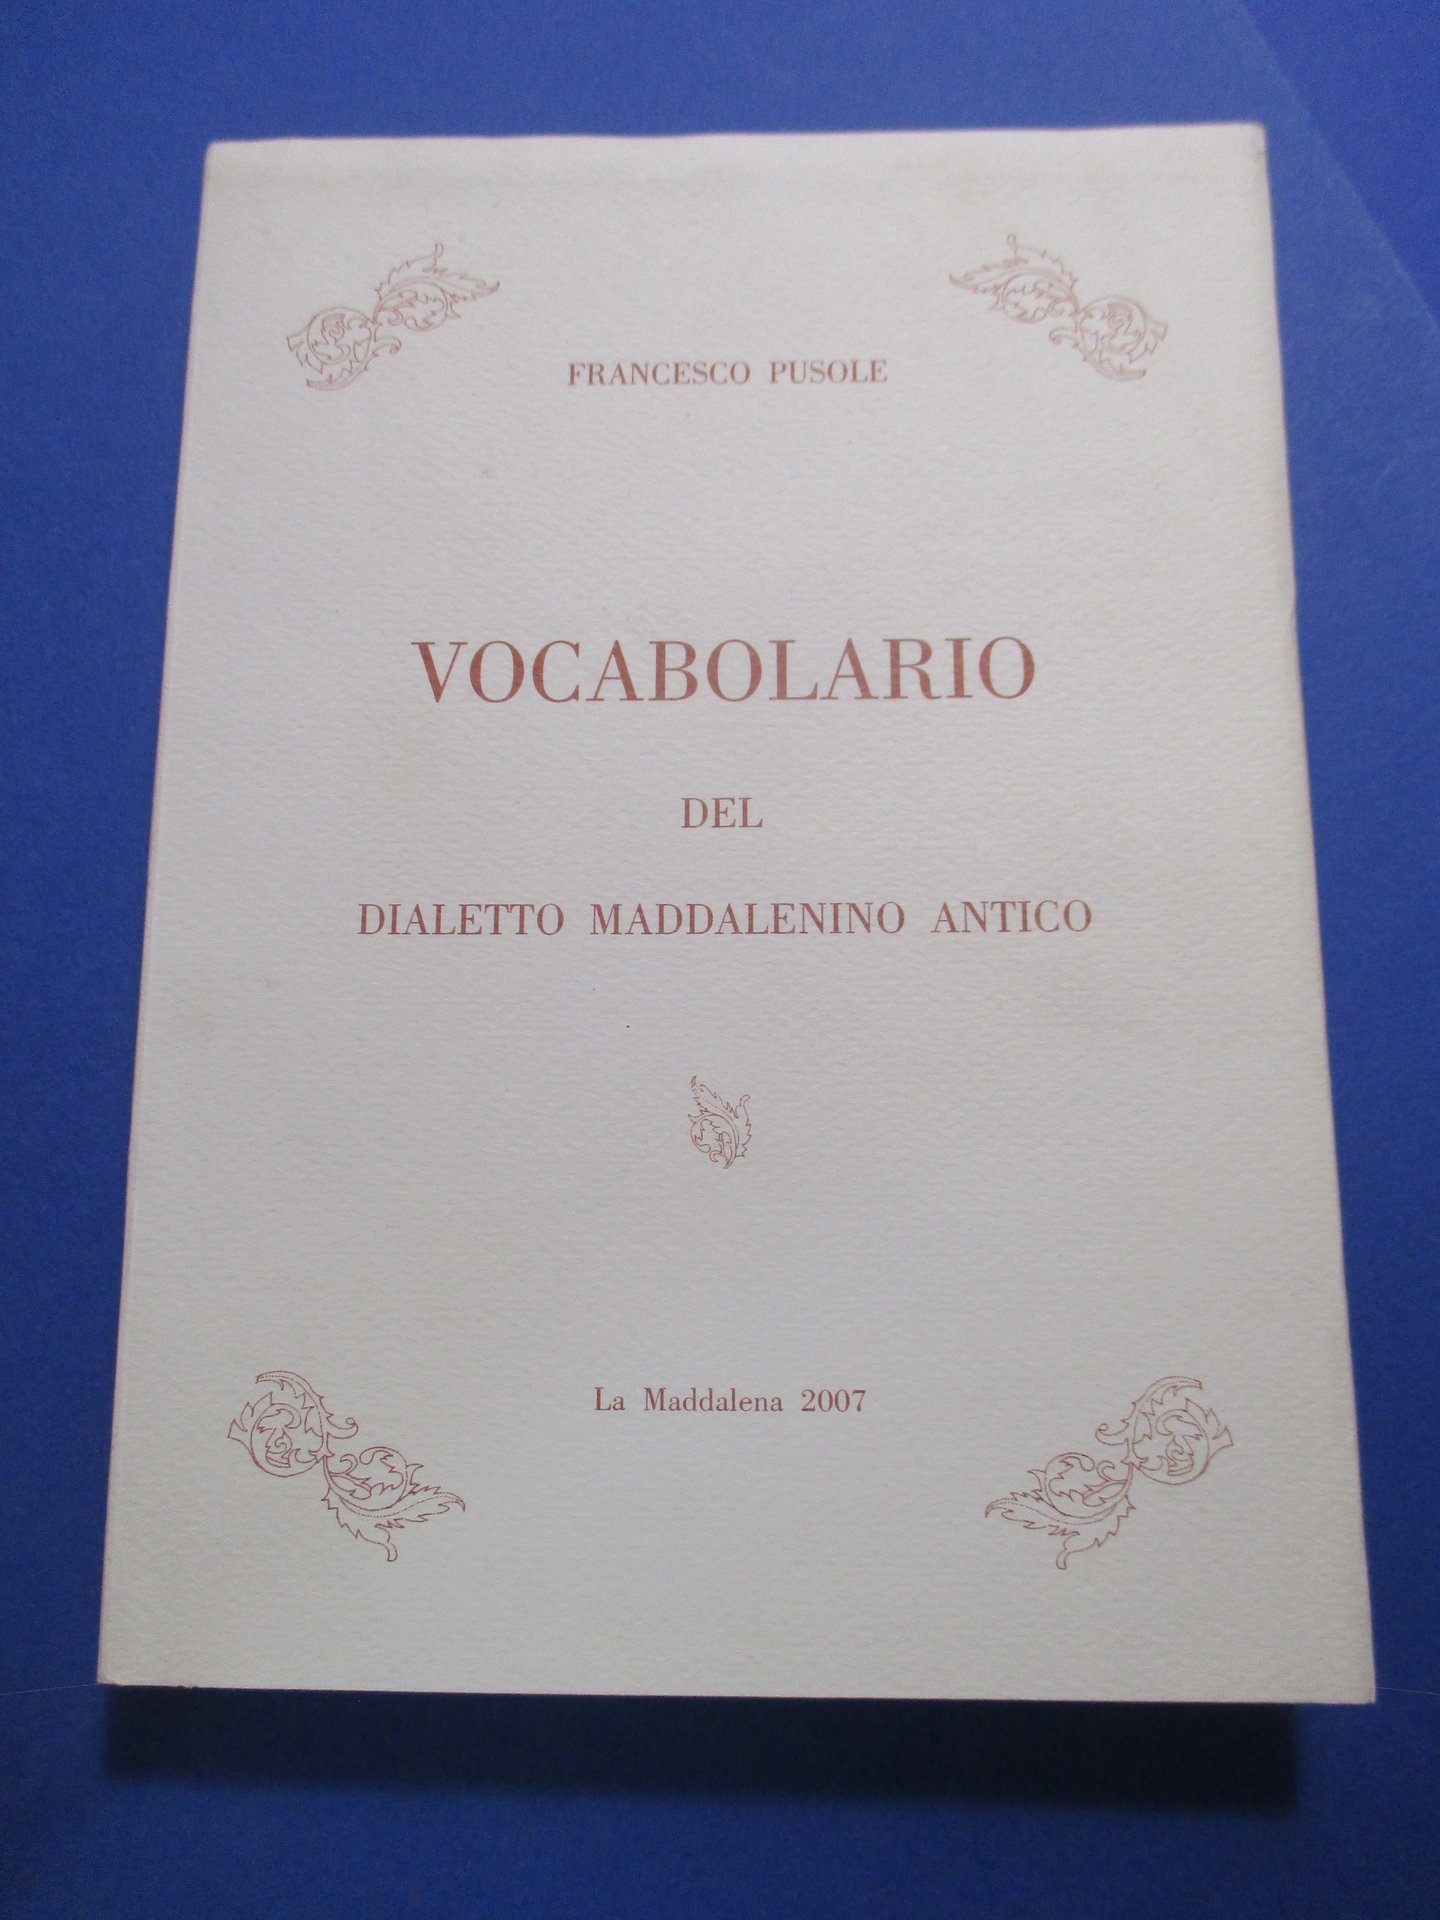 FRANCESCO PUSOLE
VOCABOLARIO
DEL
DIALETTO MADDALENINO ANTICO
La Maddalena 2007